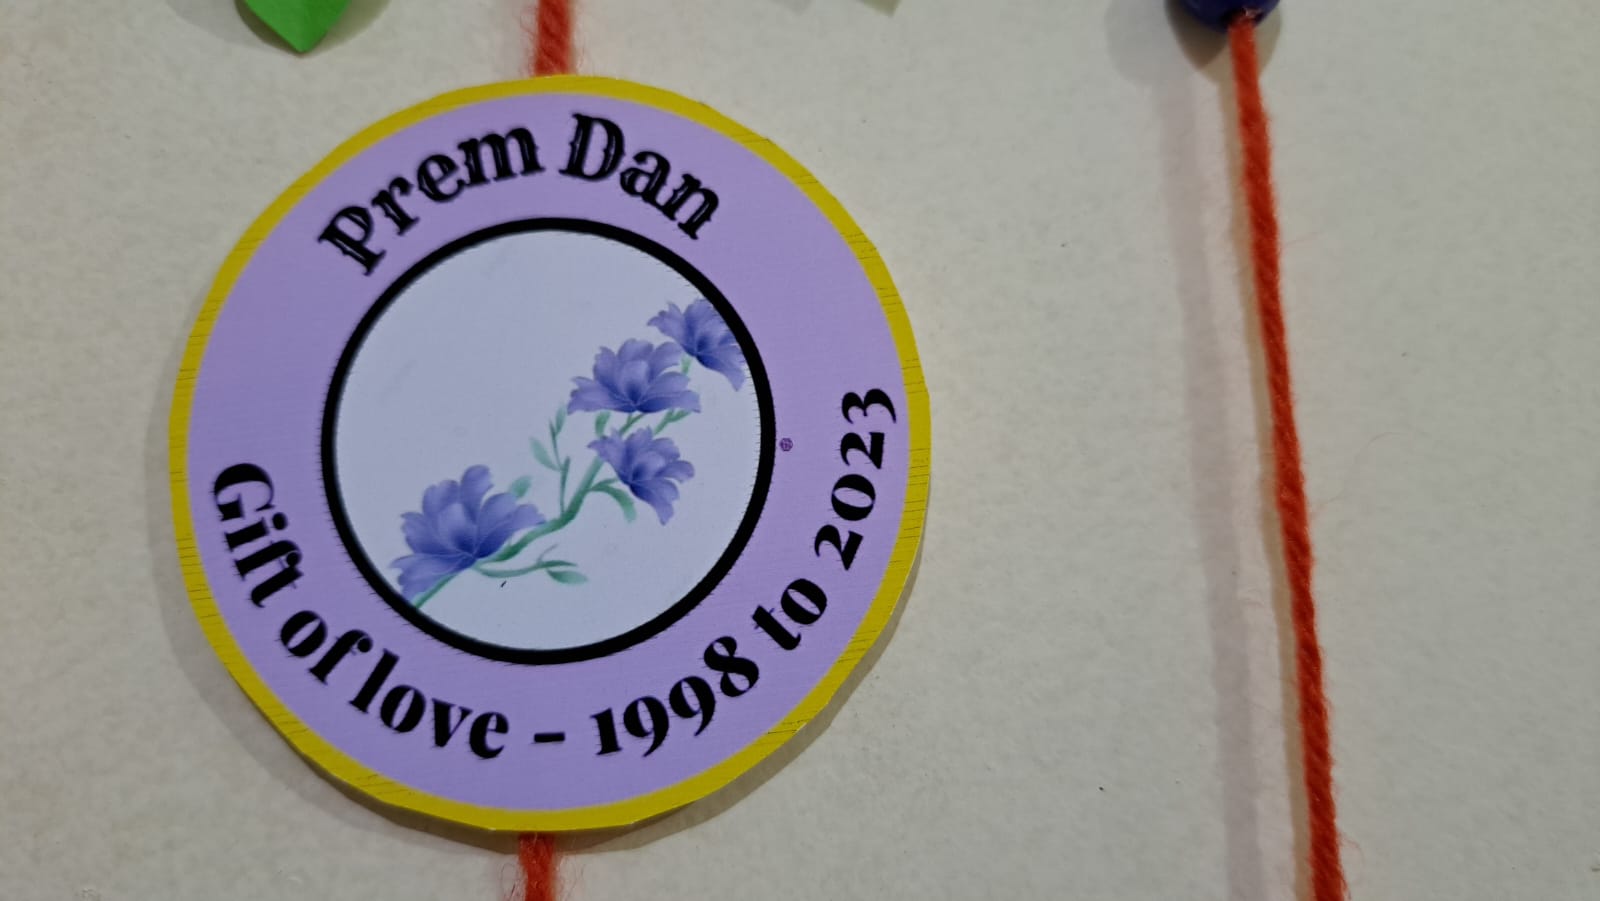 Prem Dan
Gift of love - 1998 to 2023